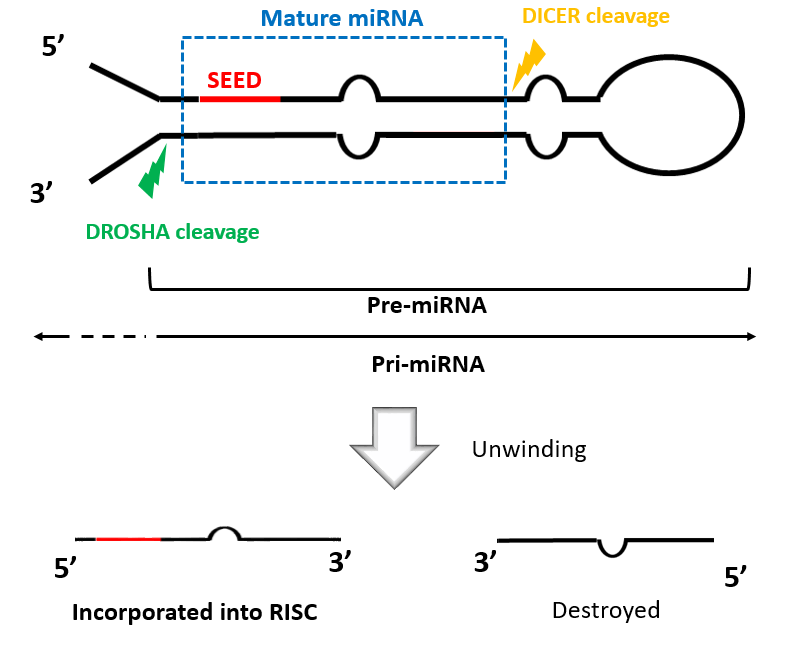 DICER cleavage
Mature miRNA
5’
SEED
3’
DROSHA cleavage
Pre-miRNA
Pri-miRNA
Unwinding
5’
3’
3’
5’
Incorporated into RISC
Destroyed